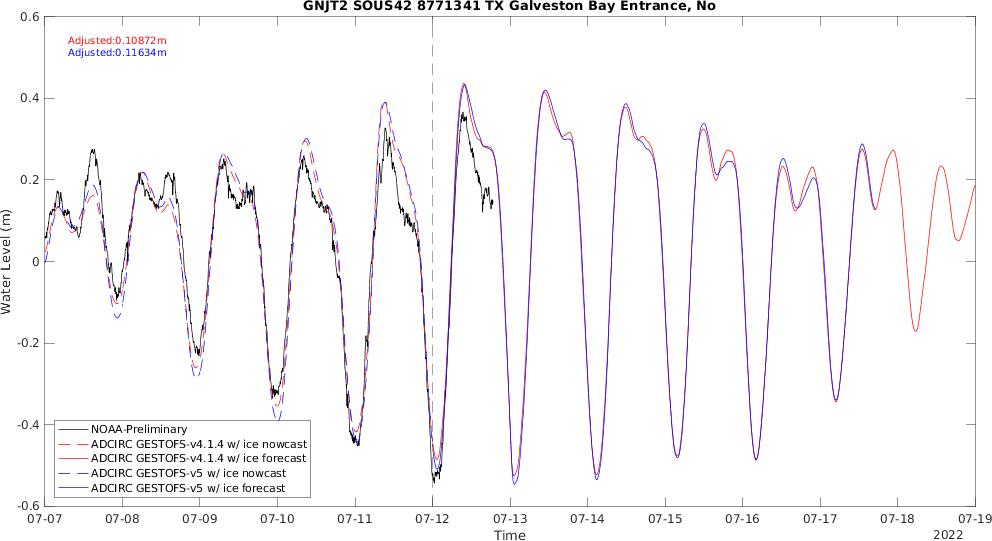 GNJT2 SOUS42 8771341 TX Galveston Bay Entrance, No
Adjusted:0.10872m
Adjusted:0.11634m
0.6
0.4
0.2
0
-0.2
-0.4
-0.6
Water Level (m)
NOAA-Preliminary
ADCIRC GESTOFS-v4.1.4 w/ ice nowcast
ADCIRC GESTOFS-v4.1.4 w/ ice forecast
ADCIRC GESTOFS-v5 w/ ice nowcast
ADCIRC GESTOFS-v5 w/ ice forecast
07-07 07-08 07-09 07-10 07-11 07-12 07-13 07-14 07-15 07-16 07-17 07-18 07-19
Time
2022